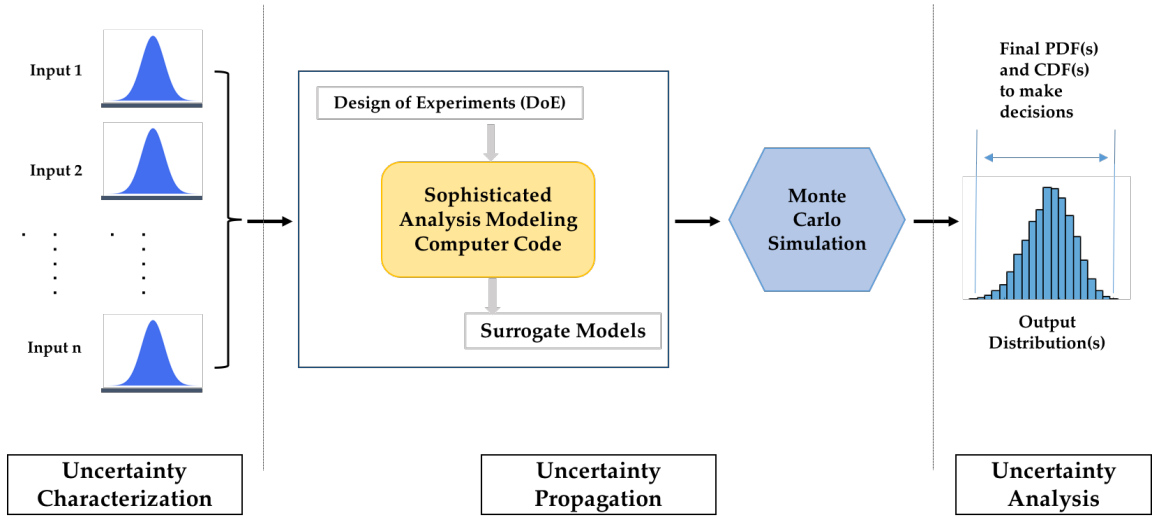 Input 1
Input 2
Input n
Design of Experiments (DoE)
Sophisticated
Analysis Modeling
Computer Code
Surrogate Models
Monte
Carlo
Simulation
Final PDF(s)
and CDF(s)
to make
decisions
Output
Distribution(s)
Uncertainty
Characterization
Uncertainty
Propagation
Uncertainty
Analysis